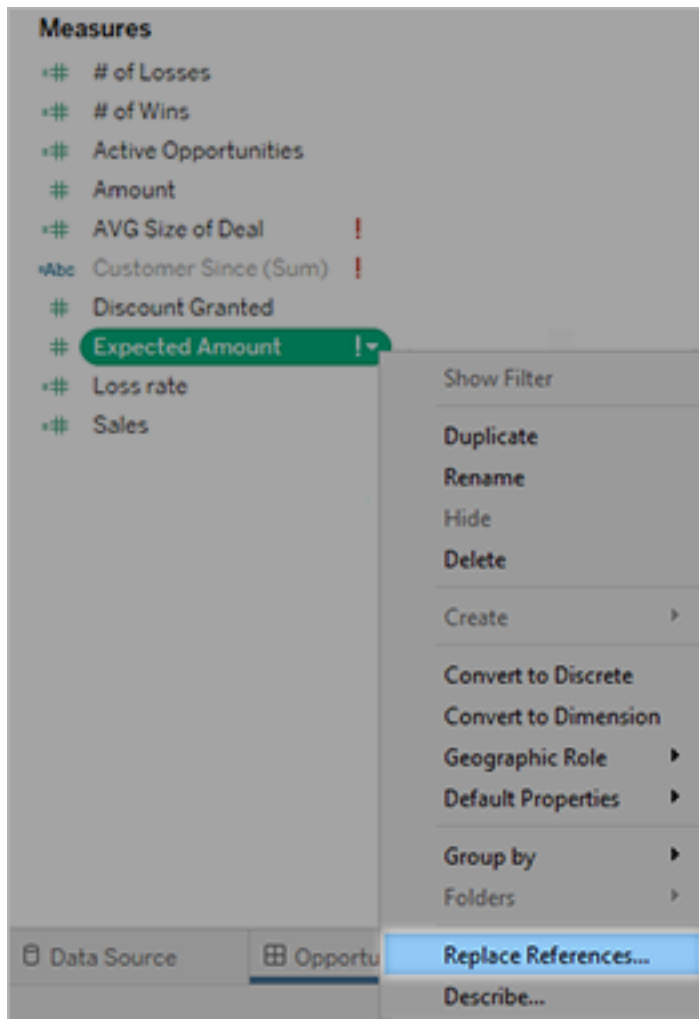 Measures
# of Losses
# of Wins
Active Opportunities
Amount
AVG Size of Deal !
Abc Customer Since (Sum) !
Discount Granted
Expected Amount !
Loss rate
Sales
Show Filter
Duplicate
Rename
Hide
Delete
Create
Convert to Discrete
Convert to Dimension
Geographic Role
Default Properties
Group by
Folders
Replace References...
Describe...
Data Source
Opportu